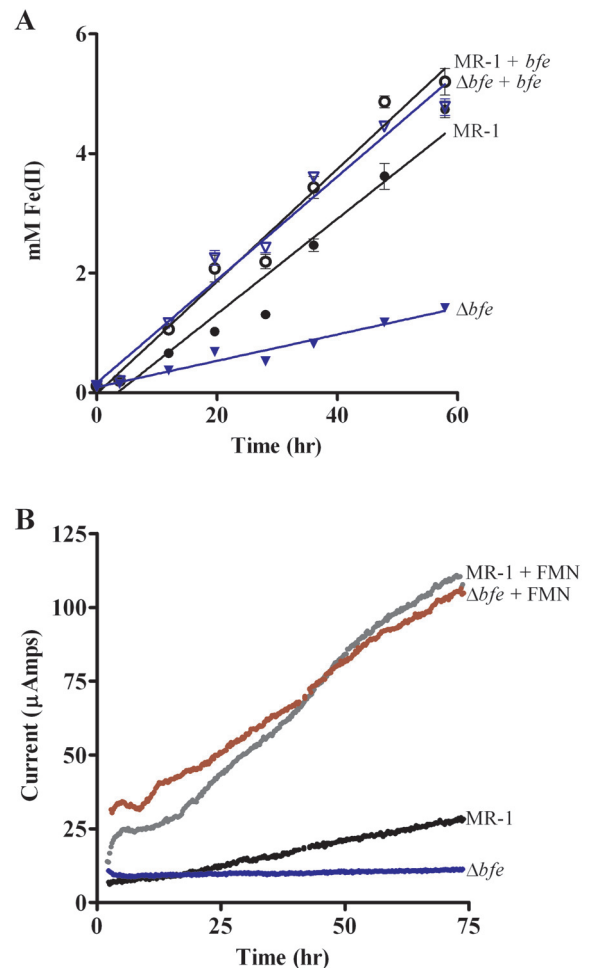 A
6
MR-1 + bfe
Δbfe + bfe
MR-1
4
mM Fe(II)
2
Δbfe
0
0 20 40 60
Time (hr)
B
125
MR-1 + FMN
Δbfe + FMN
100
75
Current (µAmps)
50
MR-1
25
Δbfe
0
0 25 50 75
Time (hr)